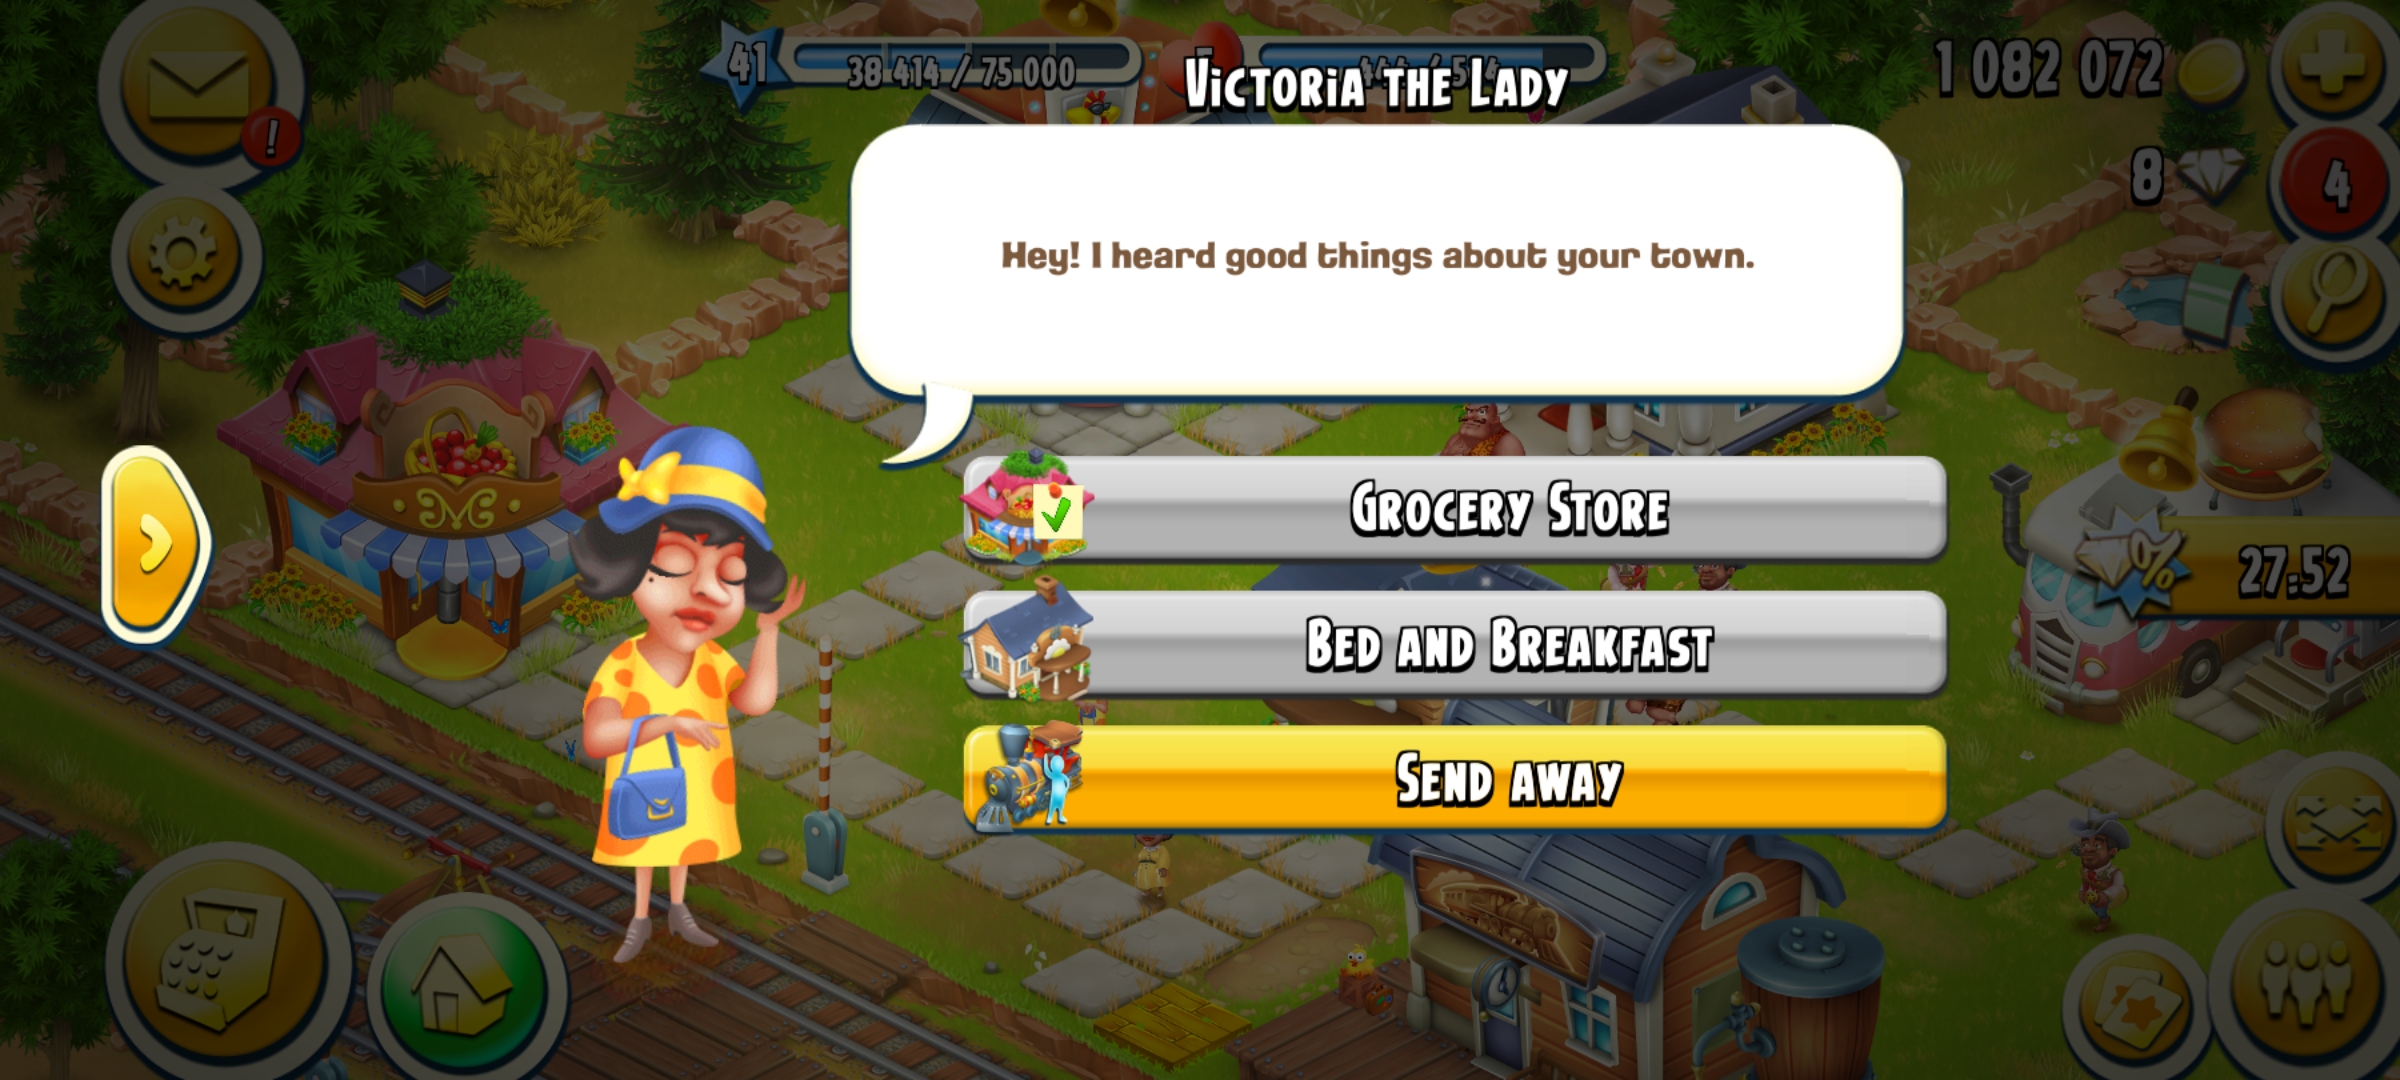 41
38 414 / 75 000
1 082 072
Victoria the Lady
!
8
4
Hey! I heard good things about your town.
Grocery Store
%
27:52
Bed and Breakfast
Send away